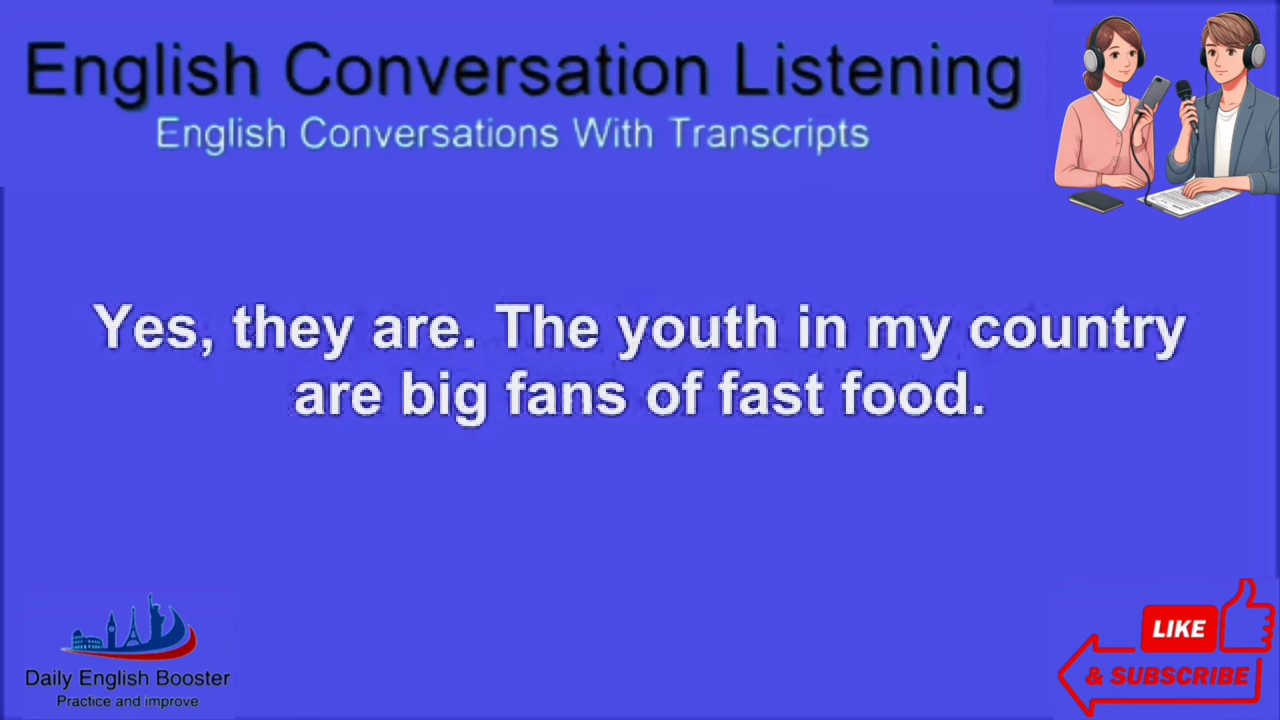 English Conversation Listening
English Conversations With Transcripts
Yes, they are. The youth in my country
are big fans of fast food.
Daily English Booster
Practice and improve
LIKE
& SUBSCRIBE